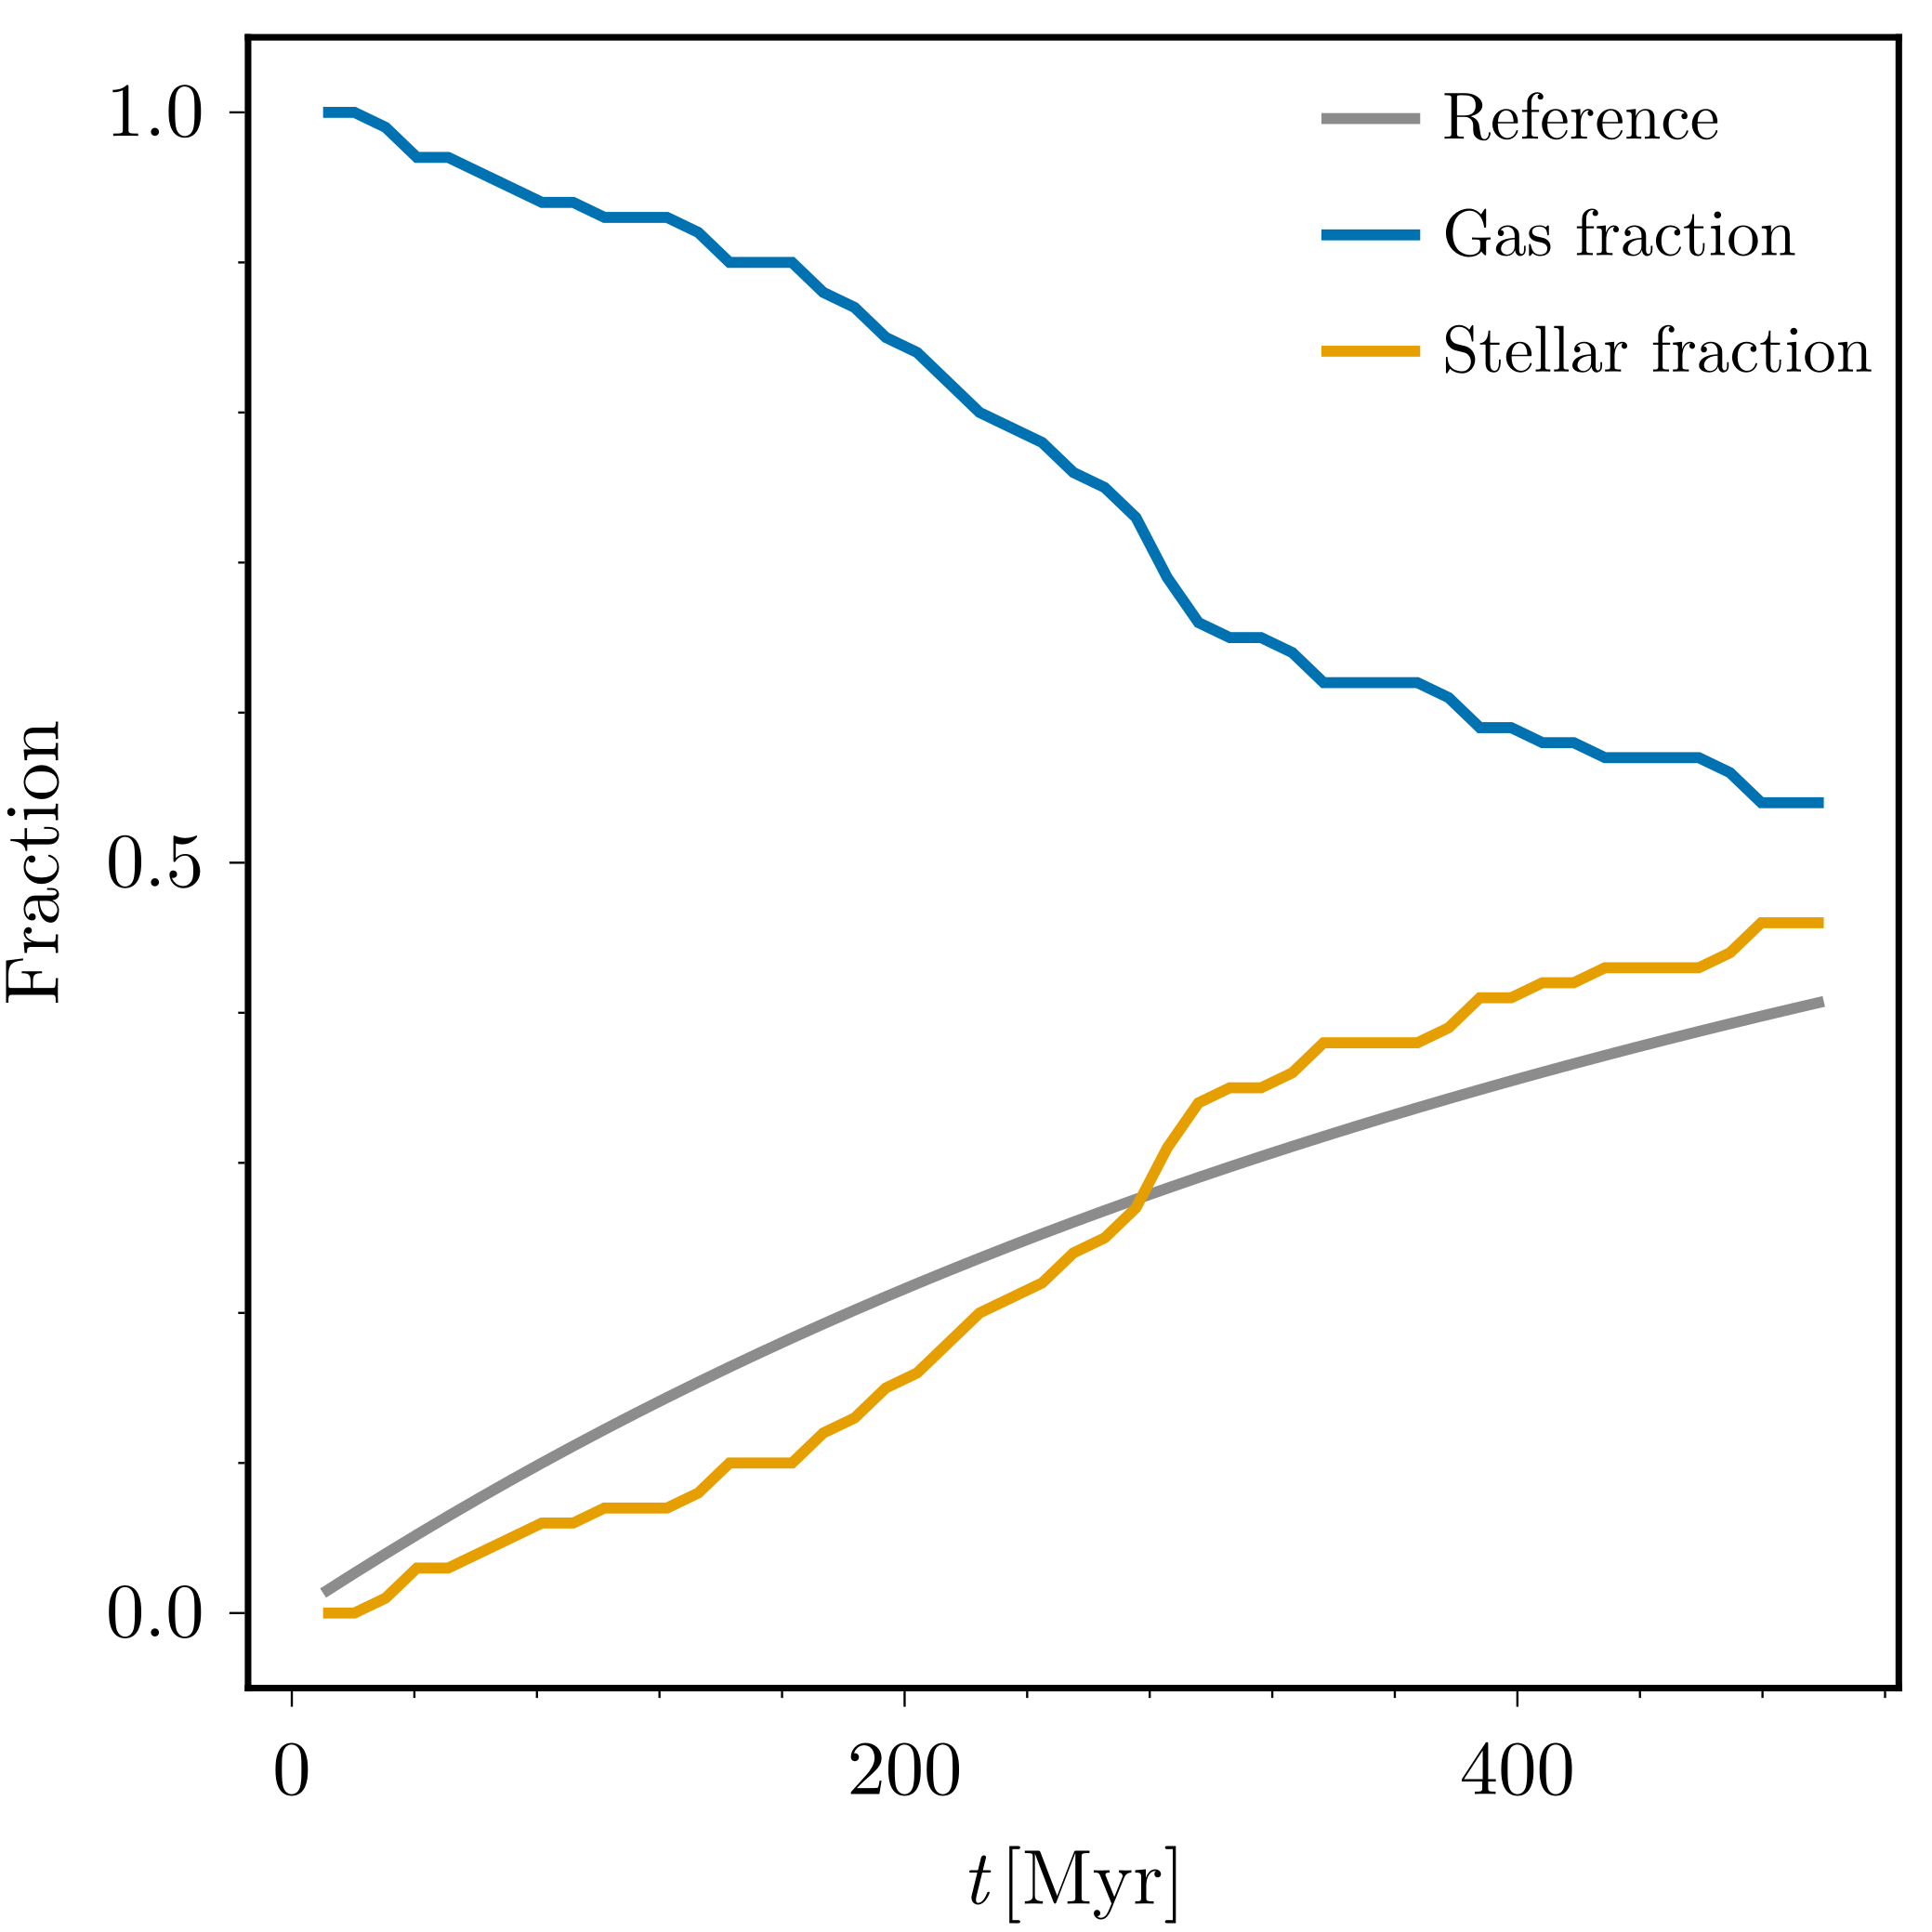 1.0
Reference
Gas fraction
Stellar fraction
Fraction
0.5
0.0
0
200
400
t [Myr]